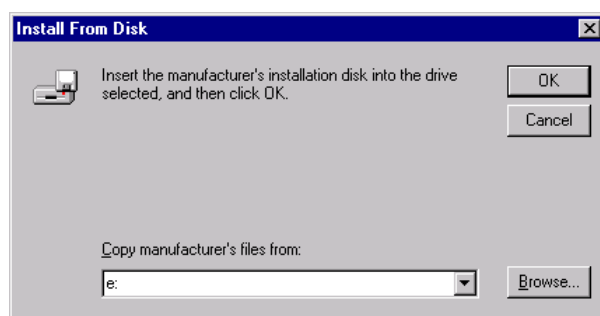 Install From Disk
Insert the manufacturer's installation disk into the drive
selected, and then click OK.
OK
Cancel
Copy manufacturer's files from:
e:
Browse...